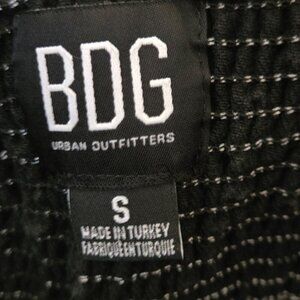 BDG
URBAN OUTFITTERS
S
MADE IN TURKEY
FABRIQUÉ EN TURQUIE